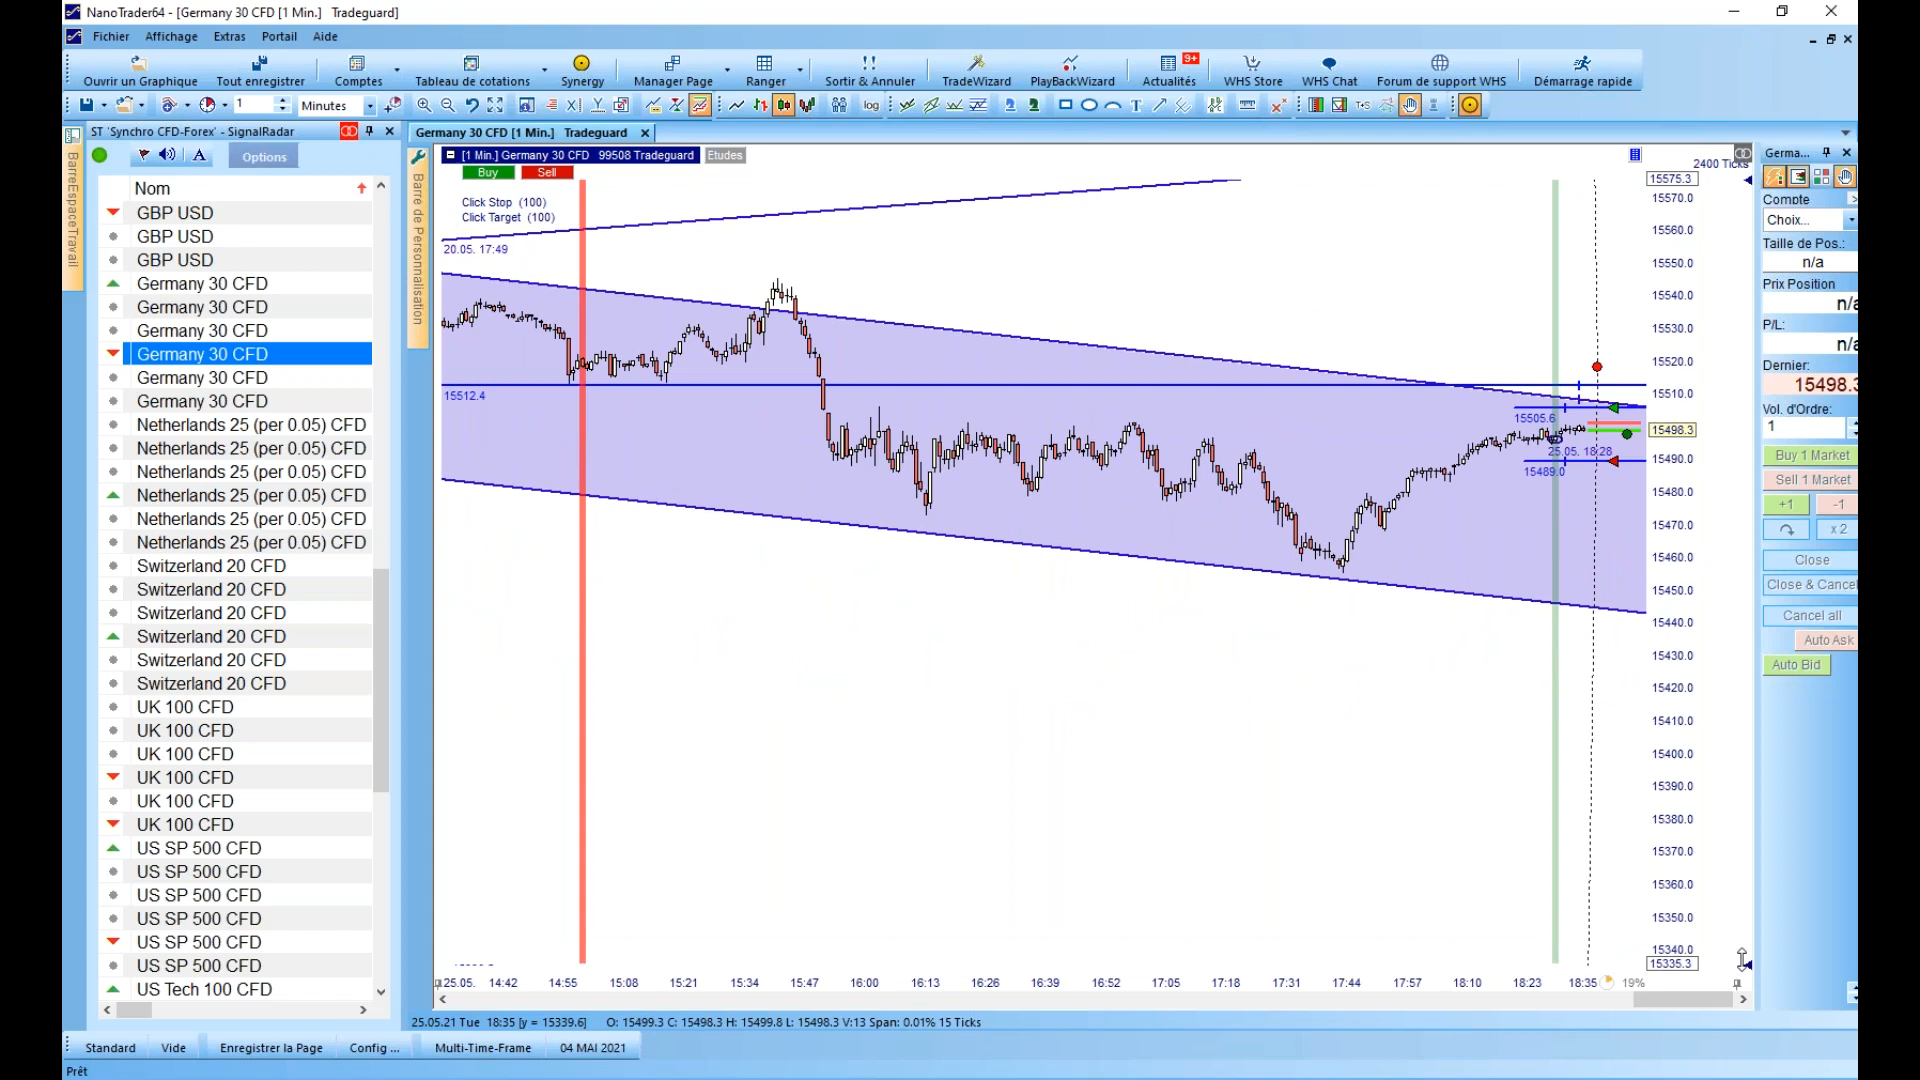 NanoTrader64 - [Germany 30 CFD [1 Min.]   Tradeguard]
Fichier Affichage Extras Portail Aide
Ouvrir un Graphique Tout enregistrer Comptes Tableau de cotations Synergy Manager Page Ranger Sortir & Annuler TradeWizard PlayBackWizard Actualités 9+ WHS Store WHS Chat Forum de support WHS Démarrage rapide
1 Minutes log T+S
ST 'Synchro CFD-Forex' - SignalRadar
A Options
BarreEspaceTravail
Nom
GBP USD
GBP USD
GBP USD
Germany 30 CFD
Germany 30 CFD
Germany 30 CFD
Germany 30 CFD
Germany 30 CFD
Germany 30 CFD
Netherlands 25 (per 0.05) CFD
Netherlands 25 (per 0.05) CFD
Netherlands 25 (per 0.05) CFD
Netherlands 25 (per 0.05) CFD
Netherlands 25 (per 0.05) CFD
Netherlands 25 (per 0.05) CFD
Switzerland 20 CFD
Switzerland 20 CFD
Switzerland 20 CFD
Switzerland 20 CFD
Switzerland 20 CFD
Switzerland 20 CFD
UK 100 CFD
UK 100 CFD
UK 100 CFD
UK 100 CFD
UK 100 CFD
UK 100 CFD
US SP 500 CFD
US SP 500 CFD
US SP 500 CFD
US SP 500 CFD
US SP 500 CFD
US SP 500 CFD
US Tech 100 CFD
Germany 30 CFD [1 Min.]   Tradeguard
Barre de Personnalisation
[1 Min.] Germany 30 CFD   99508 Tradeguard Etudes
Buy Sell
Click Stop (100)
Click Target (100)
20.05. 17:49
15512.4
15505.6
25.05. 18:28
15489.0
2400 Ticks
15575.3
15570.0
15560.0
15550.0
15540.0
15530.0
15520.0
15510.0
15498.3
15490.0
15480.0
15470.0
15460.0
15450.0
15440.0
15430.0
15420.0
15410.0
15400.0
15390.0
15380.0
15370.0
15360.0
15350.0
15340.0
15335.3
25.05. 14:42 14:55 15:08 15:21 15:34 15:47 16:00 16:13 16:26 16:39 16:52 17:05 17:18 17:31 17:44 17:57 18:10 18:23 18:35 19%
25.05.21 Tue 18:35 [y = 15339.6] O: 15499.3 C: 15498.3 H: 15499.8 L: 15498.3 V:13 Span: 0.01% 15 Ticks
Germa...
Compte
Choix...
Taille de Pos.:
n/a
Prix Position
n/a
P/L:
n/a
Dernier:
15498.3
Vol. d'Ordre:
1
Buy 1 Market
Sell 1 Market
+1 -1
x 2
Close
Close & Cancel
Cancel all
Auto Ask
Auto Bid
Standard Vide Enregistrer la Page Config ... Multi-Time-Frame 04 MAI 2021
Prêt